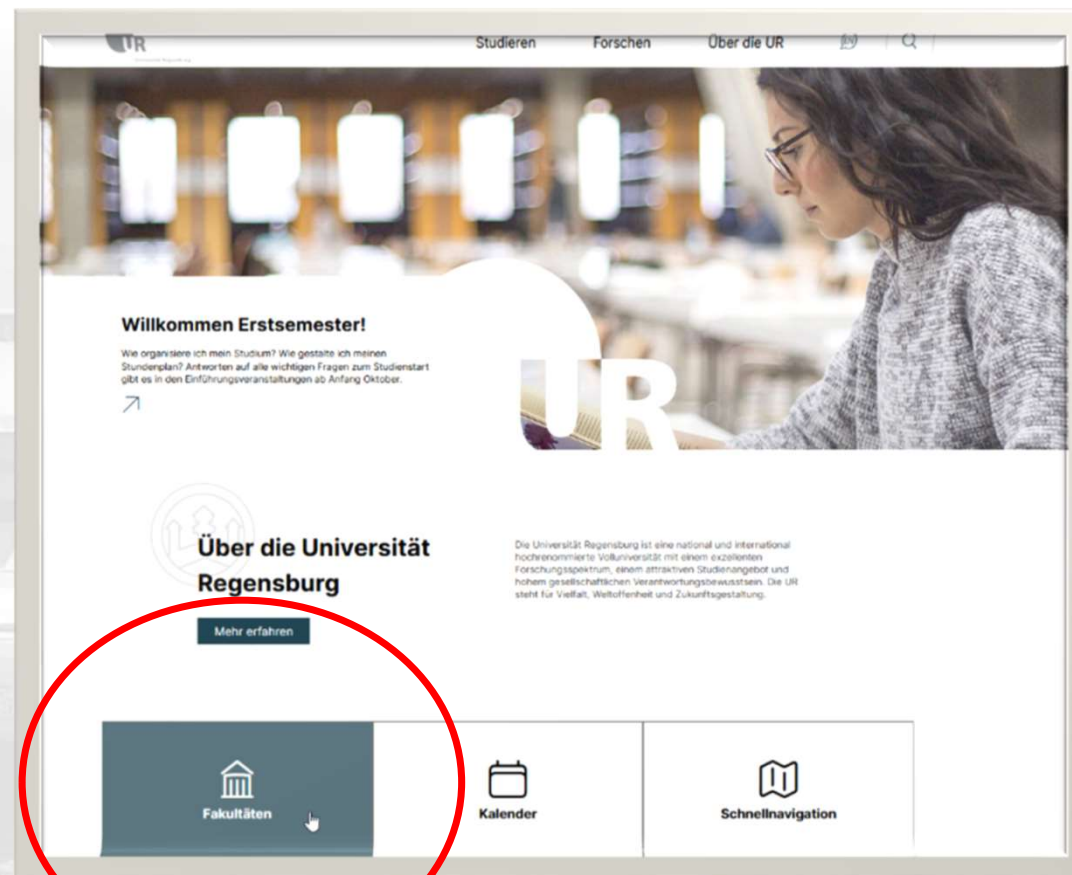 UR
Studieren Forschen Über die UR EN
Willkommen Erstsemester!
Wie organisiere ich mein Studium? Wie gestalte ich meinen
Stundenplan? Antworten auf alle wichtigen Fragen zum Studienstart
gibt es in den Einführungsveranstaltungen ab Anfang Oktober.
UR
Über die Universität
Regensburg
Die Universität Regensburg ist eine national und international
hochrenommierte Volluniversität mit einem exzellenten
Forschungsspektrum, einem attraktiven Studienangebot und
hohem gesellschaftlichen Verantwortungsbewusstsein. Die UR
steht für Vielfalt, Weltoffenheit und Zukunftsgestaltung.
Mehr erfahren
Fakultäten
Kalender
Schnellnavigation